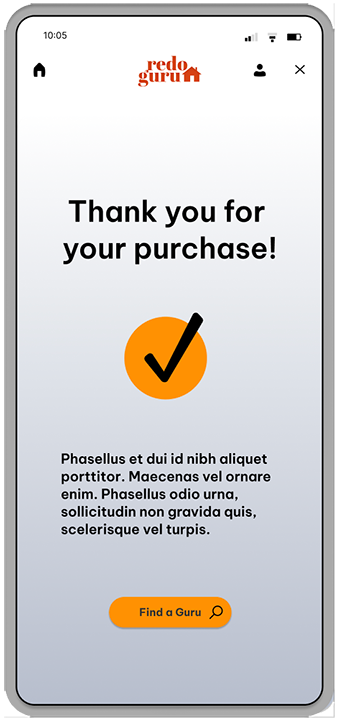 10:05
redo
guru
Thank you for
your purchase!
Phasellus et dui id nibh aliquet
porttitor. Maecenas vel ornare
enim. Phasellus odio urna,
sollicitudin non gravida quis,
scelerisque vel turpis.
Find a Guru